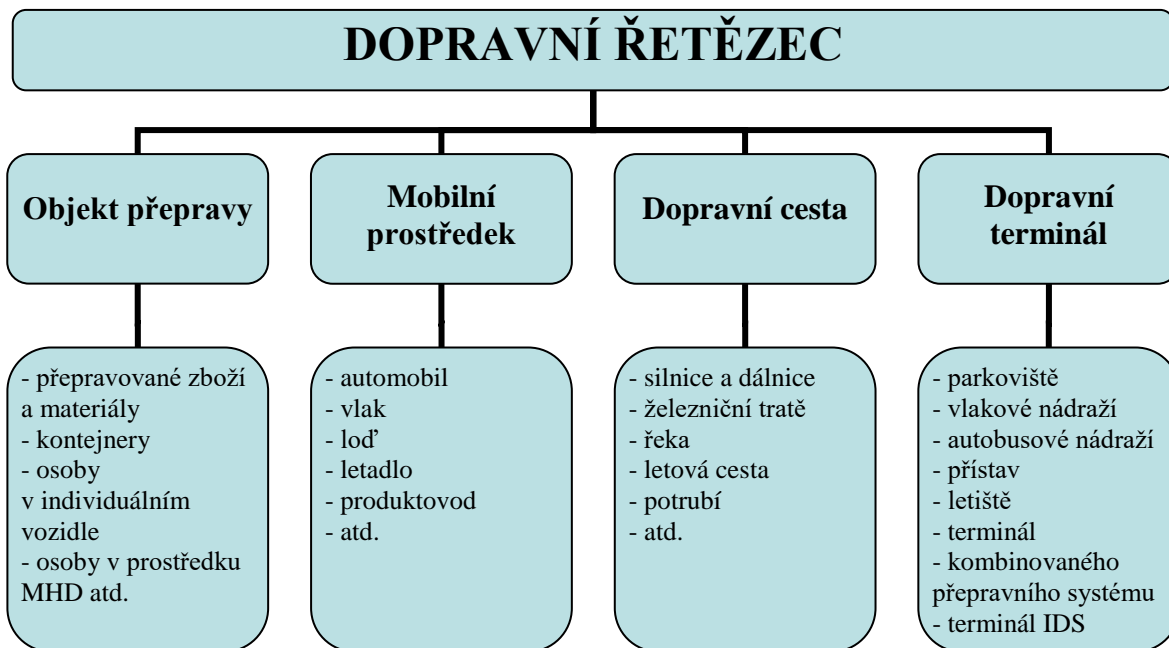 DOPRAVNÍ ŘETĚZEC
Objekt přepravy
Mobilní
prostředek
Dopravní cesta
Dopravní
terminál
- přepravované zboží
a materiály
- kontejnery
- osoby
v individuálním
vozidle
- osoby v prostředku
MHD atd.
- automobil
- vlak
- loď
- letadlo
- produktovod
- atd.
- silnice a dálnice
- železniční tratě
- řeka
- letová cesta
- potrubí
- atd.
- parkoviště
- vlakové nádraží
- autobusové nádraží
- přístav
- letiště
- terminál
- kombinovaného
přepravního systému
- terminál IDS